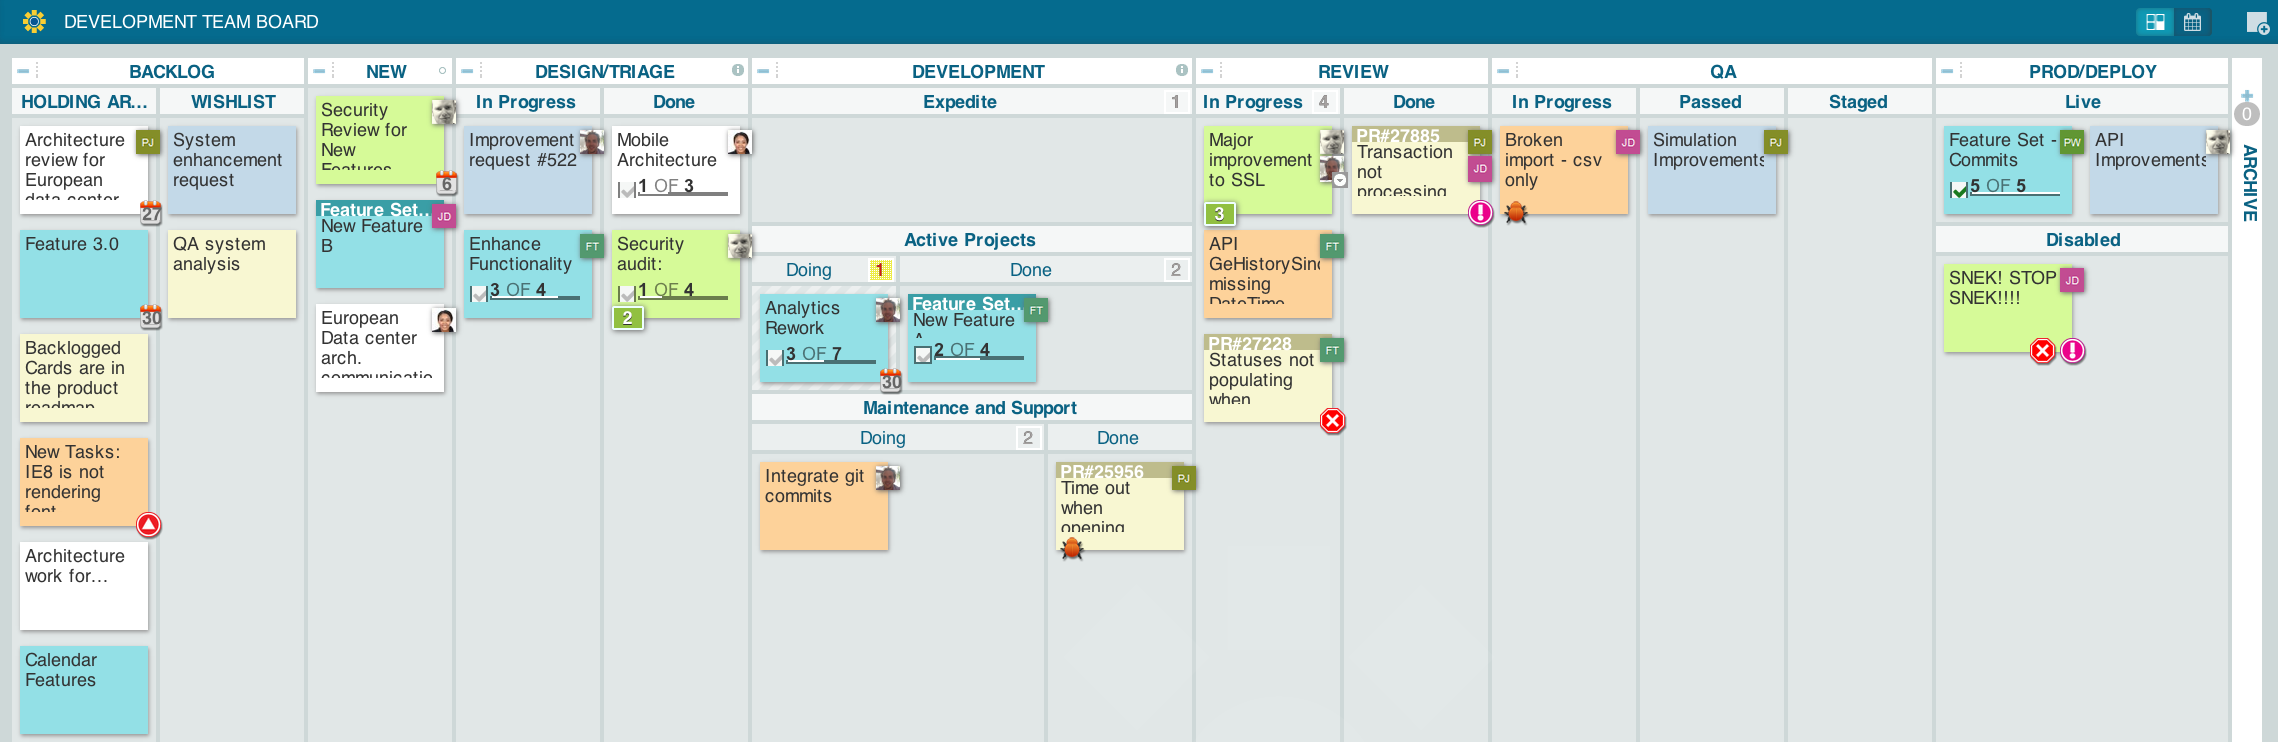 DEVELOPMENT TEAM BOARD
BACKLOG
HOLDING AR...
Architecture
review for
European
data center
PJ
27
Feature 3.0
30
Backlogged
Cards are in
the product
roadmap
New Tasks:
IE8 is not
rendering
font
Architecture
work for...
Calendar
Features
WISHLIST
System
enhancement
request
QA system
analysis
NEW
Security
Review for
New
Features
6
Feature Set...
JD
New Feature
B
European
Data center
arch.
communicatio
DESIGN/TRIAGE
In Progress
Improvement
request #522
Enhance
Functionality
FT
3 OF 4
Done
Mobile
Architecture
1 OF 3
Security
audit:
1 OF 4
2
DEVELOPMENT
Expedite
1
Active Projects
Doing
1
Analytics
Rework
3 OF 7
30
Done
2
Feature Set...
FT
New Feature
2 OF 4
Maintenance and Support
Doing
2
Integrate git
commits
Done
PR#25956
PJ
Time out
when
opening
REVIEW
In Progress
4
Major
improvement
to SSL
3
API
GeHistorySinc
missing
DateTime
FT
PR#27228
FT
Statuses not
populating
when
Done
PR#27885
PJ
JD
Transaction
not
processing
QA
In Progress
Broken
import - csv
only
JD
Passed
Simulation
Improvements
PJ
Staged
PROD/DEPLOY
Live
Feature Set -
Commits
PW
5 OF 5
API
Improvements
Disabled
SNEK! STOP
SNEK!!!!
JD
0
ARCHIVE